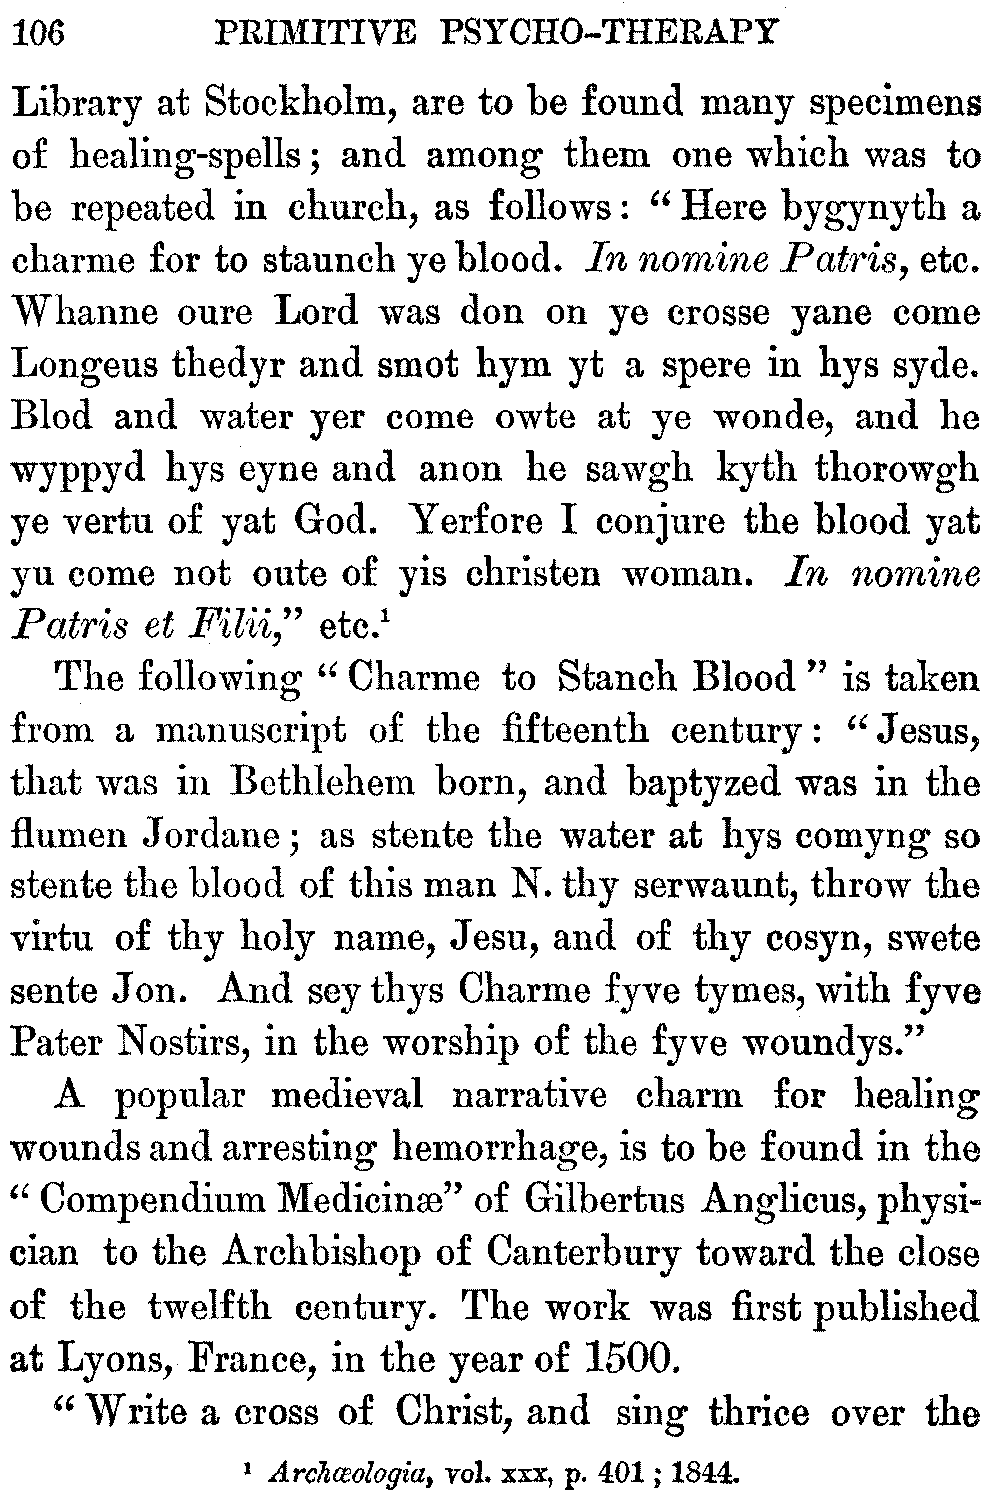 106 PRIMITIVE PSYCHO-THERAPY
Library at Stockholm, are to be found many specimens
of healing-spells; and among them one which was to
be repeated in church, as follows: “Here bygynyth a
charme for to staunch ye blood. In nomine Patris, etc.
Whanne oure Lord was don on ye crosse yane come
Longeus thedyr and smot hym yt a spere in hys syde.
Blod and water yer come owte at ye wonde, and he
wyppyd hys eyne and anon he sawgh kyth thorowgh
ye vertu of yat God. Yerfore I conjure the blood yat
yu come not oute of yis christen woman. In nomine
Patris et Filii,” etc.¹
The following “Charme to Stanch Blood” is taken
from a manuscript of the fifteenth century: “Jesus,
that was in Bethlehem born, and baptyzed was in the
flumen Jordane; as stente the water at hys comyng so
stente the blood of this man N. thy serwaunt, throw the
virtu of thy holy name, Jesu, and of thy cosyn, swete
sente Jon. And sey thys Charme fyve tymes, with fyve
Pater Nostirs, in the worship of the fyve woundys.”
A popular medieval narrative charm for healing
wounds and arresting hemorrhage, is to be found in the
“Compendium Medicinæ” of Gilbertus Anglicus, physi-
cian to the Archbishop of Canterbury toward the close
of the twelfth century. The work was first published
at Lyons, France, in the year of 1500.
“Write a cross of Christ, and sing thrice over the
¹ Archæologia, vol. xxx, p. 401; 1844.